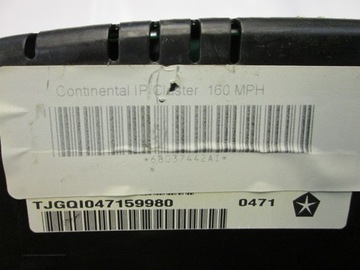 Continental IP Cluster 160 MPH
*68037442AI*
TJGQI047159980 0471